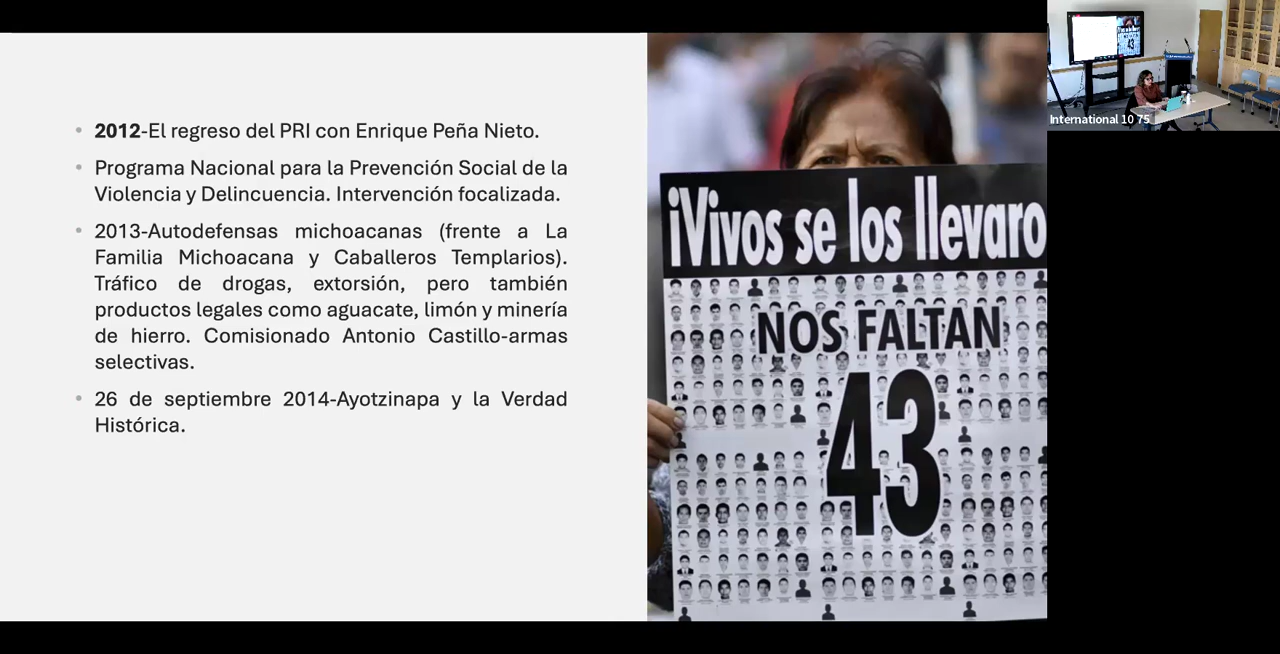 2012-El regreso del PRI con Enrique Peña Nieto.
Programa Nacional para la Prevención Social de la
Violencia y Delincuencia. Intervención focalizada.
2013-Autodefensas michoacanas (frente a La
Familia Michoacana y Caballeros Templarios).
Tráfico de drogas, extorsión, pero también
productos legales como aguacate, limón y minería
de hierro. Comisionado Antonio Castillo-armas
selectivas.
26 de septiembre 2014-Ayotzinapa y la Verdad
Histórica.
¡Vivos se los llevaro
NOS FALTAN
43
International 10 75